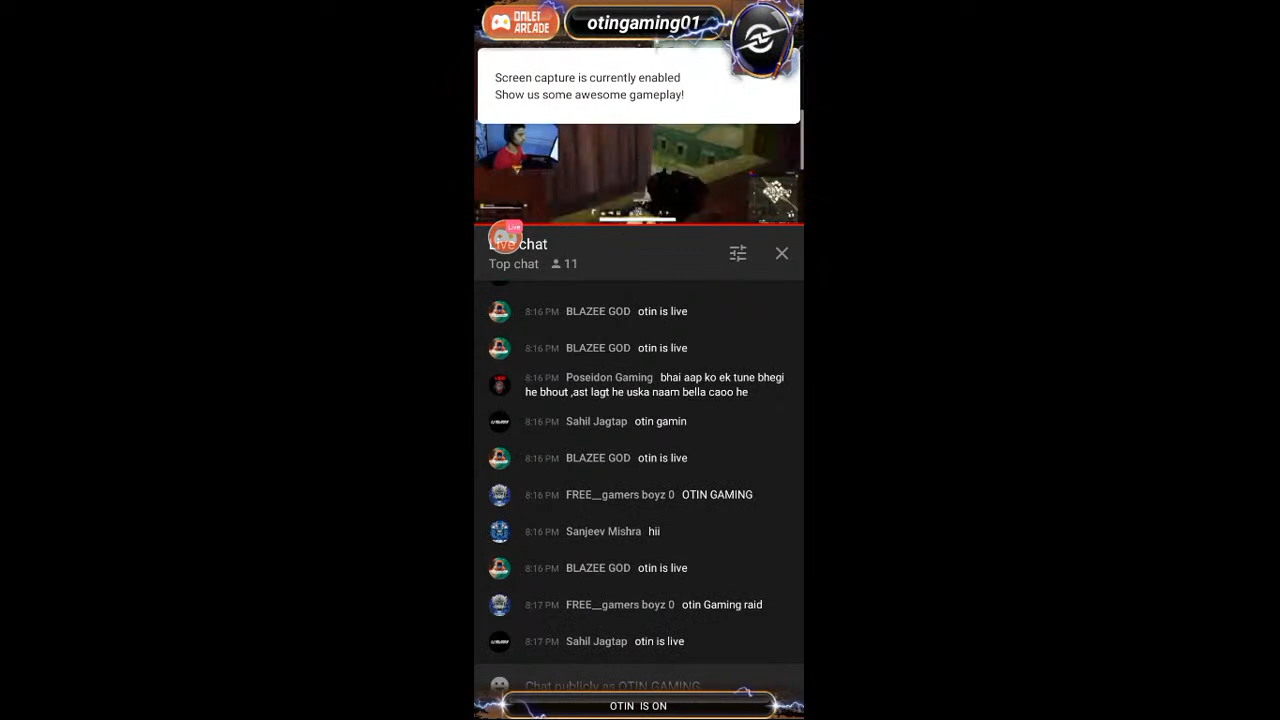 OMLET
ARCADE
otingaming01
Screen capture is currently enabled
Show us some awesome gameplay!
Live
Live chat
Top chat 11
8:16 PM BLAZEE GOD otin is live
8:16 PM BLAZEE GOD otin is live
8:16 PM Poseidon Gaming bhai aap ko ek tune bhegi
he bhout ,ast lagt he uska naam bella caoo he
8:16 PM Sahil Jagtap otin gamin
8:16 PM BLAZEE GOD otin is live
8:16 PM FREE__gamers boyz 0 OTIN GAMING
8:16 PM Sanjeev Mishra hii
8:16 PM BLAZEE GOD otin is live
8:17 PM FREE__gamers boyz 0 otin Gaming raid
8:17 PM Sahil Jagtap otin is live
Chat publicly as OTIN GAMING
OTIN IS ON